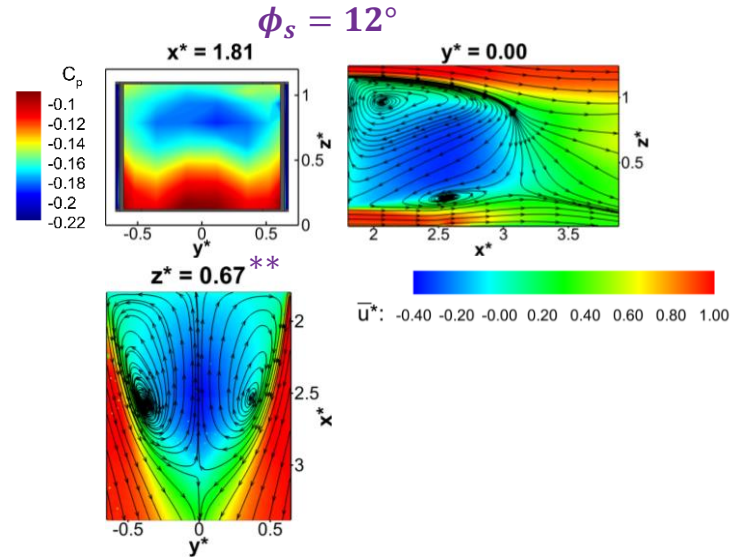 ϕₛ = 12°
x* = 1.81
y* = 0.00
Cₚ
-0.1
-0.12
-0.14
-0.16
-0.18
-0.2
-0.22
1
0.5
0
z*
-0.5 0 0.5
y*
1
0.5
z*
2 2.5 3 3.5
x*
z* = 0.67**
2
2.5
3
x*
-0.5 0 0.5
y*
u̅*: -0.40 -0.20 -0.00 0.20 0.40 0.60 0.80 1.00